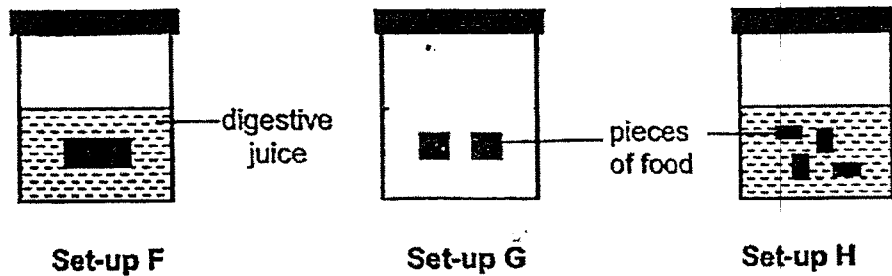 digestive
juice
pieces
of food
Set-up F
Set-up G
Set-up H